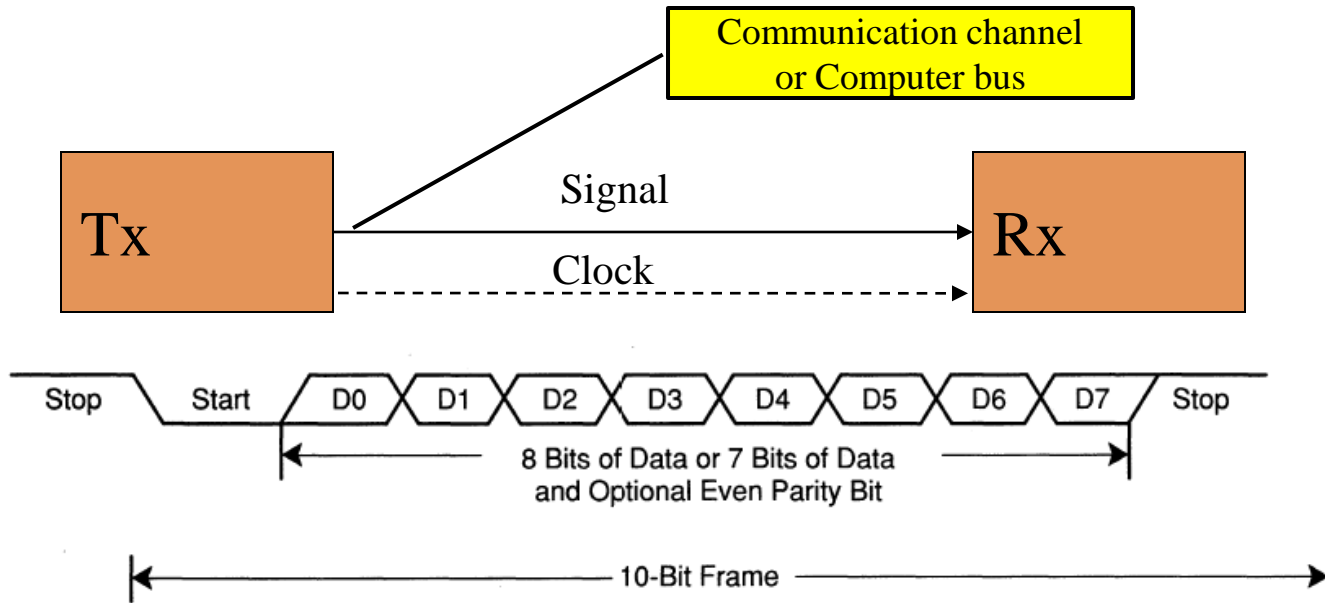 Communication channel
or Computer bus
Tx
Signal
Rx
Clock
Stop Start D0 D1 D2 D3 D4 D5 D6 D7 Stop
8 Bits of Data or 7 Bits of Data
and Optional Even Parity Bit
10-Bit Frame